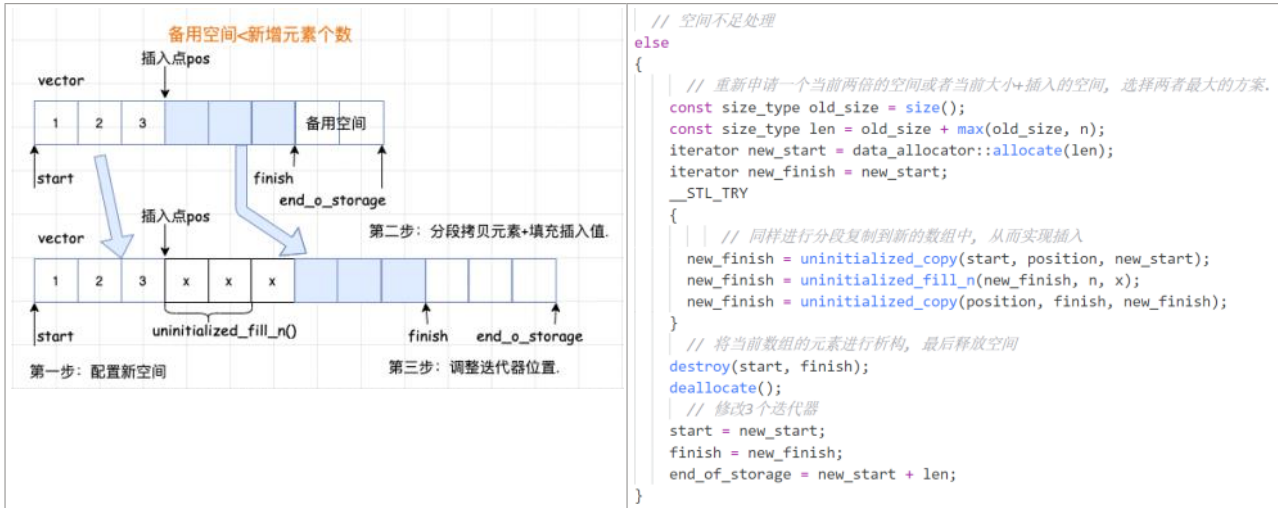 备用空间<新增元素个数
插入点pos
vector
1 2 3 备用空间
start finish end_o_storage
插入点pos
第二步：分段拷贝元素+填充插入值.
vector
1 2 3 x x x
start uninitialized_fill_n() finish end_o_storage
第一步：配置新空间 第三步：调整迭代器位置.
// 空间不足处理
else
{
// 重新申请一个当前两倍的空间或者当前大小+插入的空间, 选择两者最大的方案.
const size_type old_size = size();
const size_type len = old_size + max(old_size, n);
iterator new_start = data_allocator::allocate(len);
iterator new_finish = new_start;
__STL_TRY
{
// 同样进行分段复制到新的数组中, 从而实现插入
new_finish = uninitialized_copy(start, position, new_start);
new_finish = uninitialized_fill_n(new_finish, n, x);
new_finish = uninitialized_copy(position, finish, new_finish);
}
// 将当前数组的元素进行析构, 最后释放空间
destroy(start, finish);
deallocate();
// 修改3个迭代器
start = new_start;
finish = new_finish;
end_of_storage = new_start + len;
}